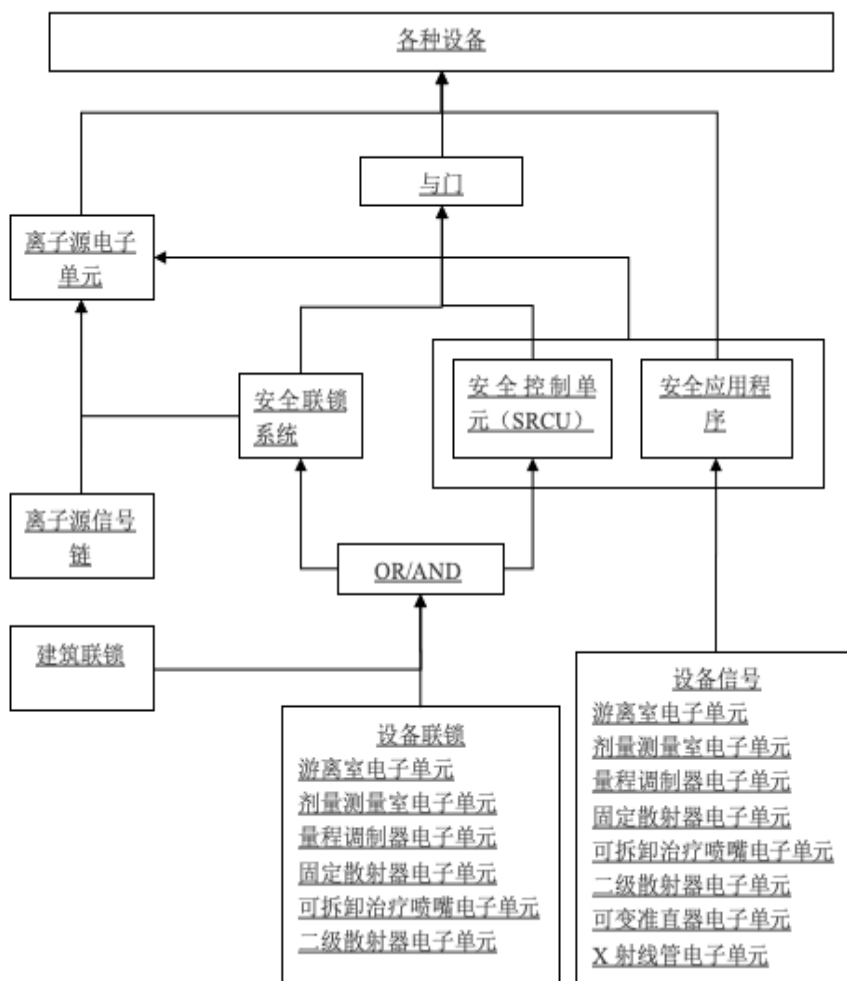 各种设备
与门
离子源电子
单元
安全联锁
系统
安全控制单
元（SRCU）
安全应用程
序
离子源信号
链
OR/AND
建筑联锁
设备联锁
游离室电子单元
剂量测量室电子单元
量程调制器电子单元
固定散射器电子单元
可拆卸治疗喷嘴电子单元
二级散射器电子单元
设备信号
游离室电子单元
剂量测量室电子单元
量程调制器电子单元
固定散射器电子单元
可拆卸治疗喷嘴电子单元
二级散射器电子单元
可变准直器电子单元
X 射线管电子单元